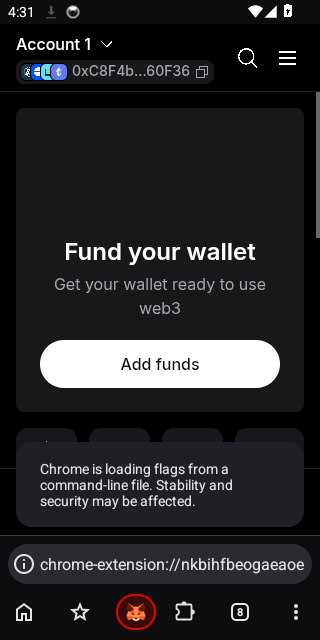 4:31
Account 1
0xC8F4b...60F36
Fund your wallet
Get your wallet ready to use
web3
Add funds
Chrome is loading flags from a
command-line file. Stability and
security may be affected.
chrome-extension://nkbihfbeogaeaoe
8